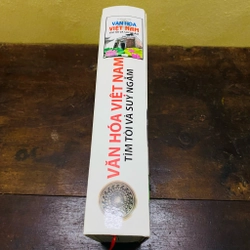 VĂN HÓA
VIỆT NAM
VĂN HÓA VIỆT NAM
TÌM TÒI VÀ SUY NGẪM